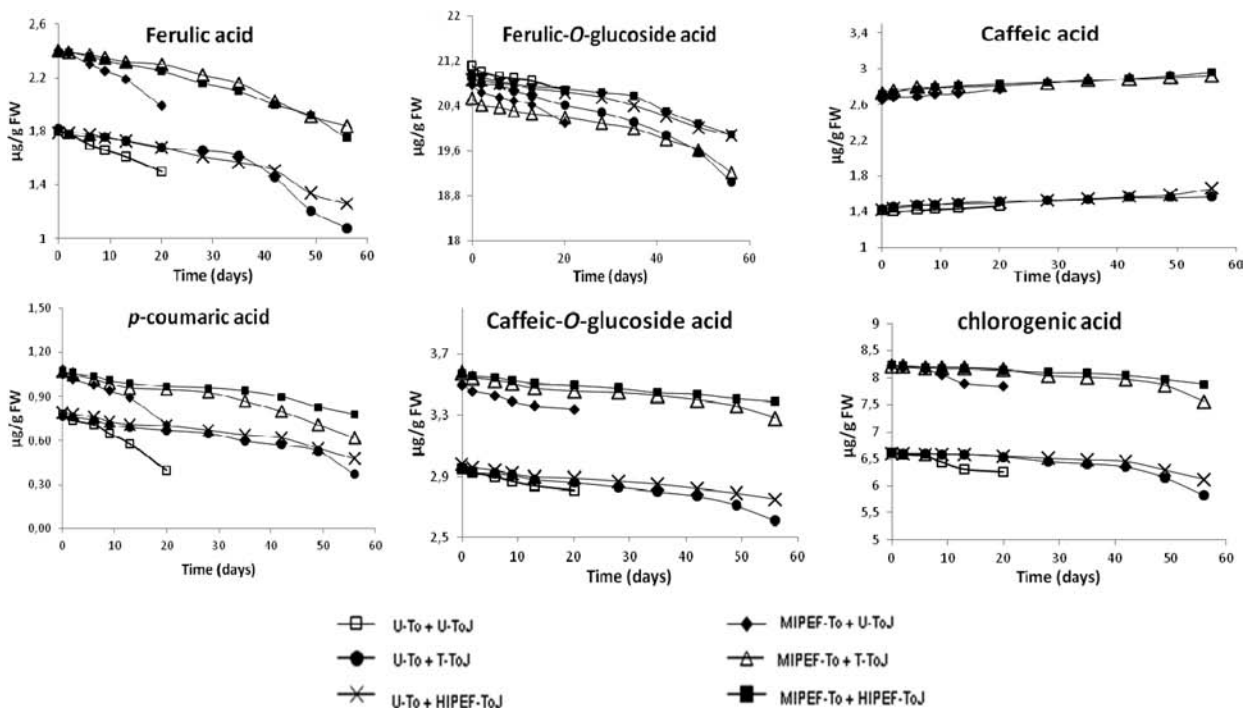 Ferulic acid
2,6
2,2
1,8
1,4
1
µg/g FW
0 10 20 30 40 50 60
Time (days)
Ferulic-O-glucoside acid
22
21,2
20,4
19,6
18,8
18
µg/g FW
0 20 40 60
Time (days)
Caffeic acid
3,4
3
2,6
2,2
1,8
1,4
1
µg/g FW
0 10 20 30 40 50 60
Time (days)
p-coumaric acid
1,50
1,20
0,90
0,60
0,30
0,00
µg/g FW
0 10 20 30 40 50 60
Time (days)
Caffeic-O-glucoside acid
3,7
3,3
2,9
2,5
µg/g FW
0 20 40 60
Time (days)
chlorogenic acid
9
8,5
8
7,5
7
6,5
6
5,5
5
µg/g FW
0 10 20 30 40 50 60
Time (days)
U-To + U-ToJ
U-To + T-ToJ
U-To + HIPEF-ToJ
MIPEF-To + U-ToJ
MIPEF-To + T-ToJ
MIPEF-To + HIPEF-ToJ